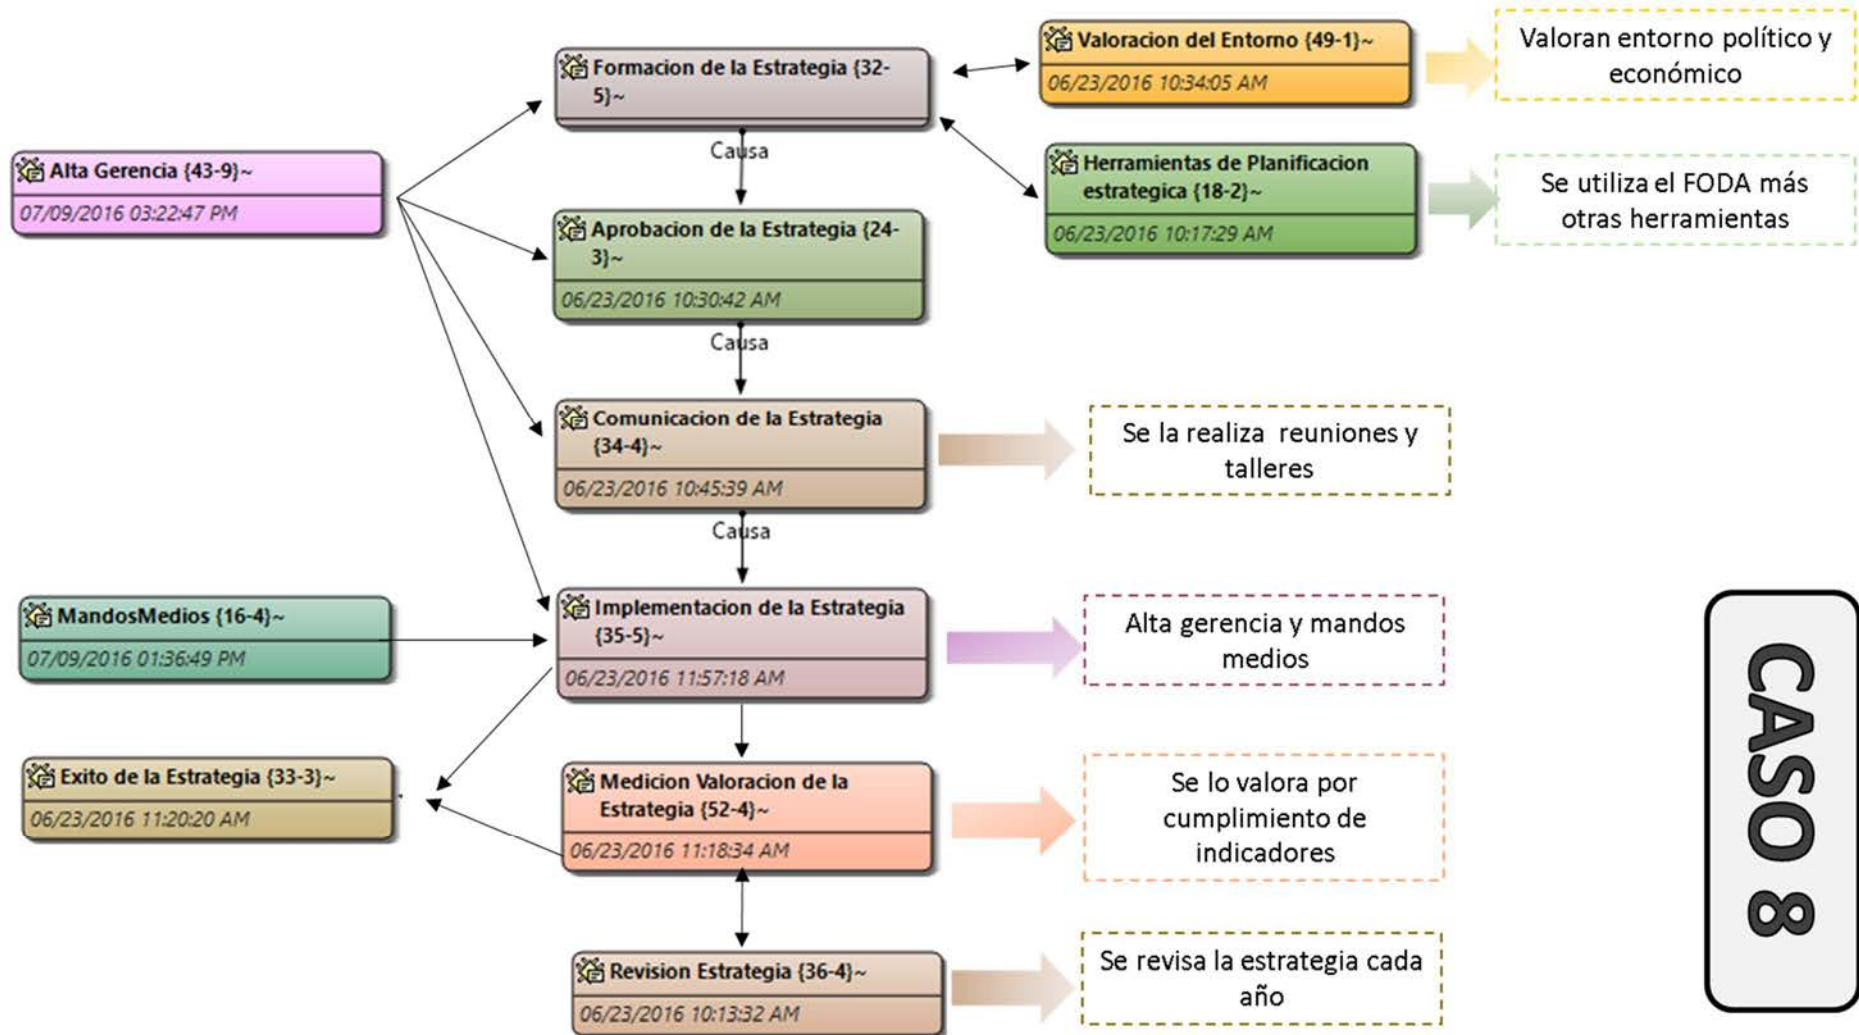 Formacion de la Estrategia {32-
5}~
Valoracion del Entorno {49-1}~
06/23/2016 10:34:05 AM
Valoran entorno político y
económico
Causa
Alta Gerencia {43-9}~
07/09/2016 03:22:47 PM
Herramientas de Planificacion
estrategica {18-2}~
06/23/2016 10:17:29 AM
Se utiliza el FODA más
otras herramientas
Aprobacion de la Estrategia {24-
3}~
06/23/2016 10:30:42 AM
Causa
Comunicacion de la Estrategia
{34-4}~
06/23/2016 10:45:39 AM
Se la realiza reuniones y
talleres
Causa
MandosMedios {16-4}~
07/09/2016 01:36:49 PM
Implementacion de la Estrategia
{35-5}~
06/23/2016 11:57:18 AM
Alta gerencia y mandos
medios
Exito de la Estrategia {33-3}~
06/23/2016 11:20:20 AM
Medicion Valoracion de la
Estrategia {52-4}~
06/23/2016 11:18:34 AM
Se lo valora por
cumplimiento de
indicadores
Revision Estrategia {36-4}~
06/23/2016 10:13:32 AM
Se revisa la estrategia cada
año
CASO 8